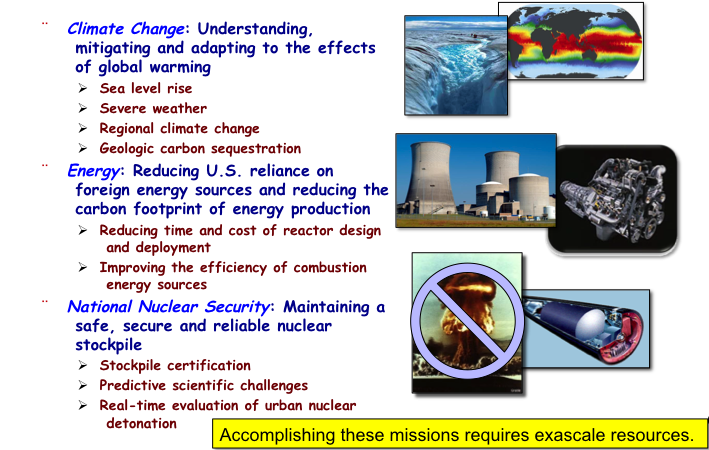 Climate Change: Understanding,
mitigating and adapting to the effects
of global warming
Sea level rise
Severe weather
Regional climate change
Geologic carbon sequestration
Energy: Reducing U.S. reliance on
foreign energy sources and reducing the
carbon footprint of energy production
Reducing time and cost of reactor design
and deployment
Improving the efficiency of combustion
energy sources
National Nuclear Security: Maintaining a
safe, secure and reliable nuclear
stockpile
Stockpile certification
Predictive scientific challenges
Real-time evaluation of urban nuclear
detonation
Accomplishing these missions requires exascale resources.